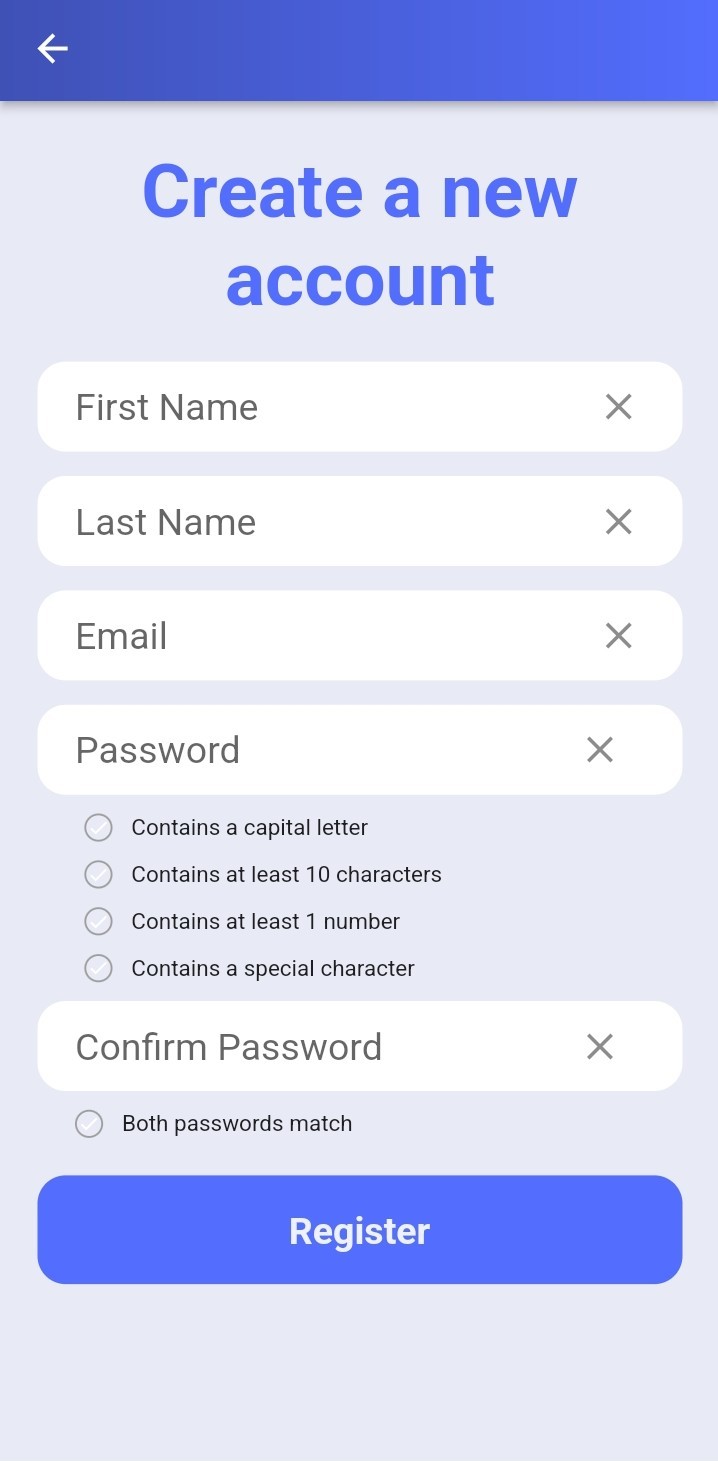 Create a new
account
First Name
Last Name
Email
Password
Contains a capital letter
Contains at least 10 characters
Contains at least 1 number
Contains a special character
Confirm Password
Both passwords match
Register